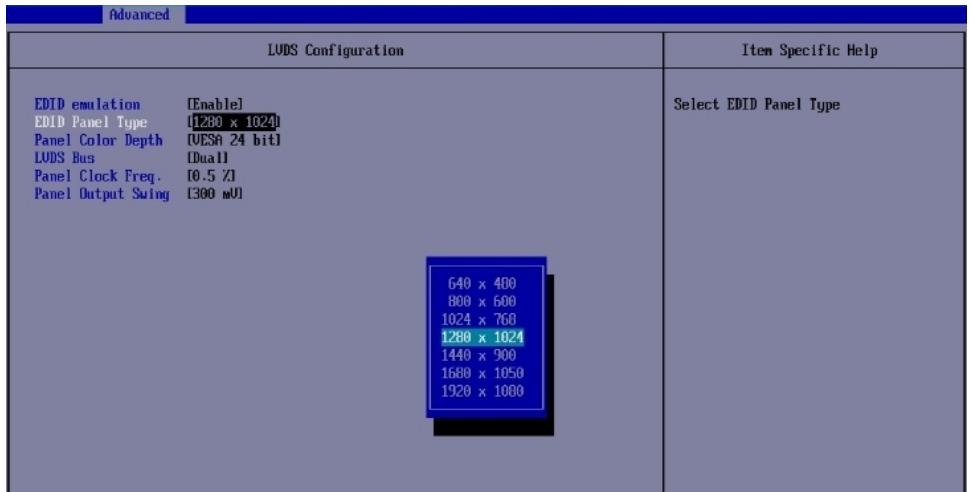 Advanced
LVDS Configuration
Item Specific Help
EDID emulation [Enable]
EDID Panel Type [1280 x 1024]
Panel Color Depth [VESA 24 bit]
LVDS Bus [Dual]
Panel Clock Freq. [0.5 %]
Panel Output Swing [300 mV]
Select EDID Panel Type
640 x 480
800 x 600
1024 x 768
1280 x 1024
1440 x 900
1680 x 1050
1920 x 1080